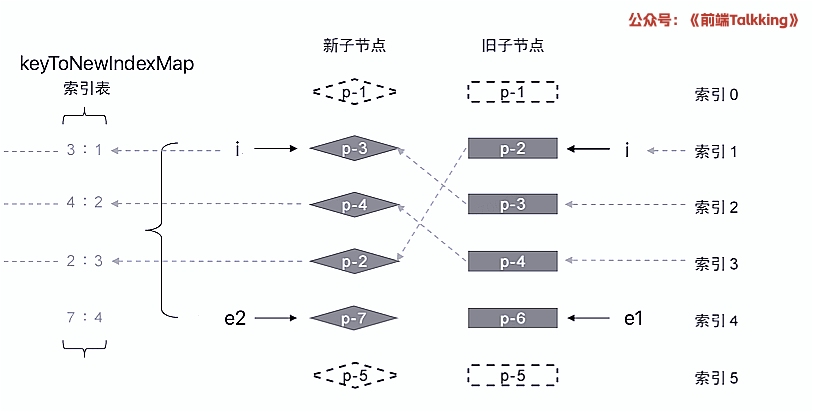 公众号：《前端Talkking》
新子节点 旧子节点
keyToNewIndexMap
索引表
p-1 p-1 索引0
3 : 1 i p-3 p-2 i 索引1
4 : 2 p-4 p-3 索引2
2 : 3 p-2 p-4 索引3
7 : 4 e2 p-7 p-6 e1 索引4
p-5 p-5 索引5